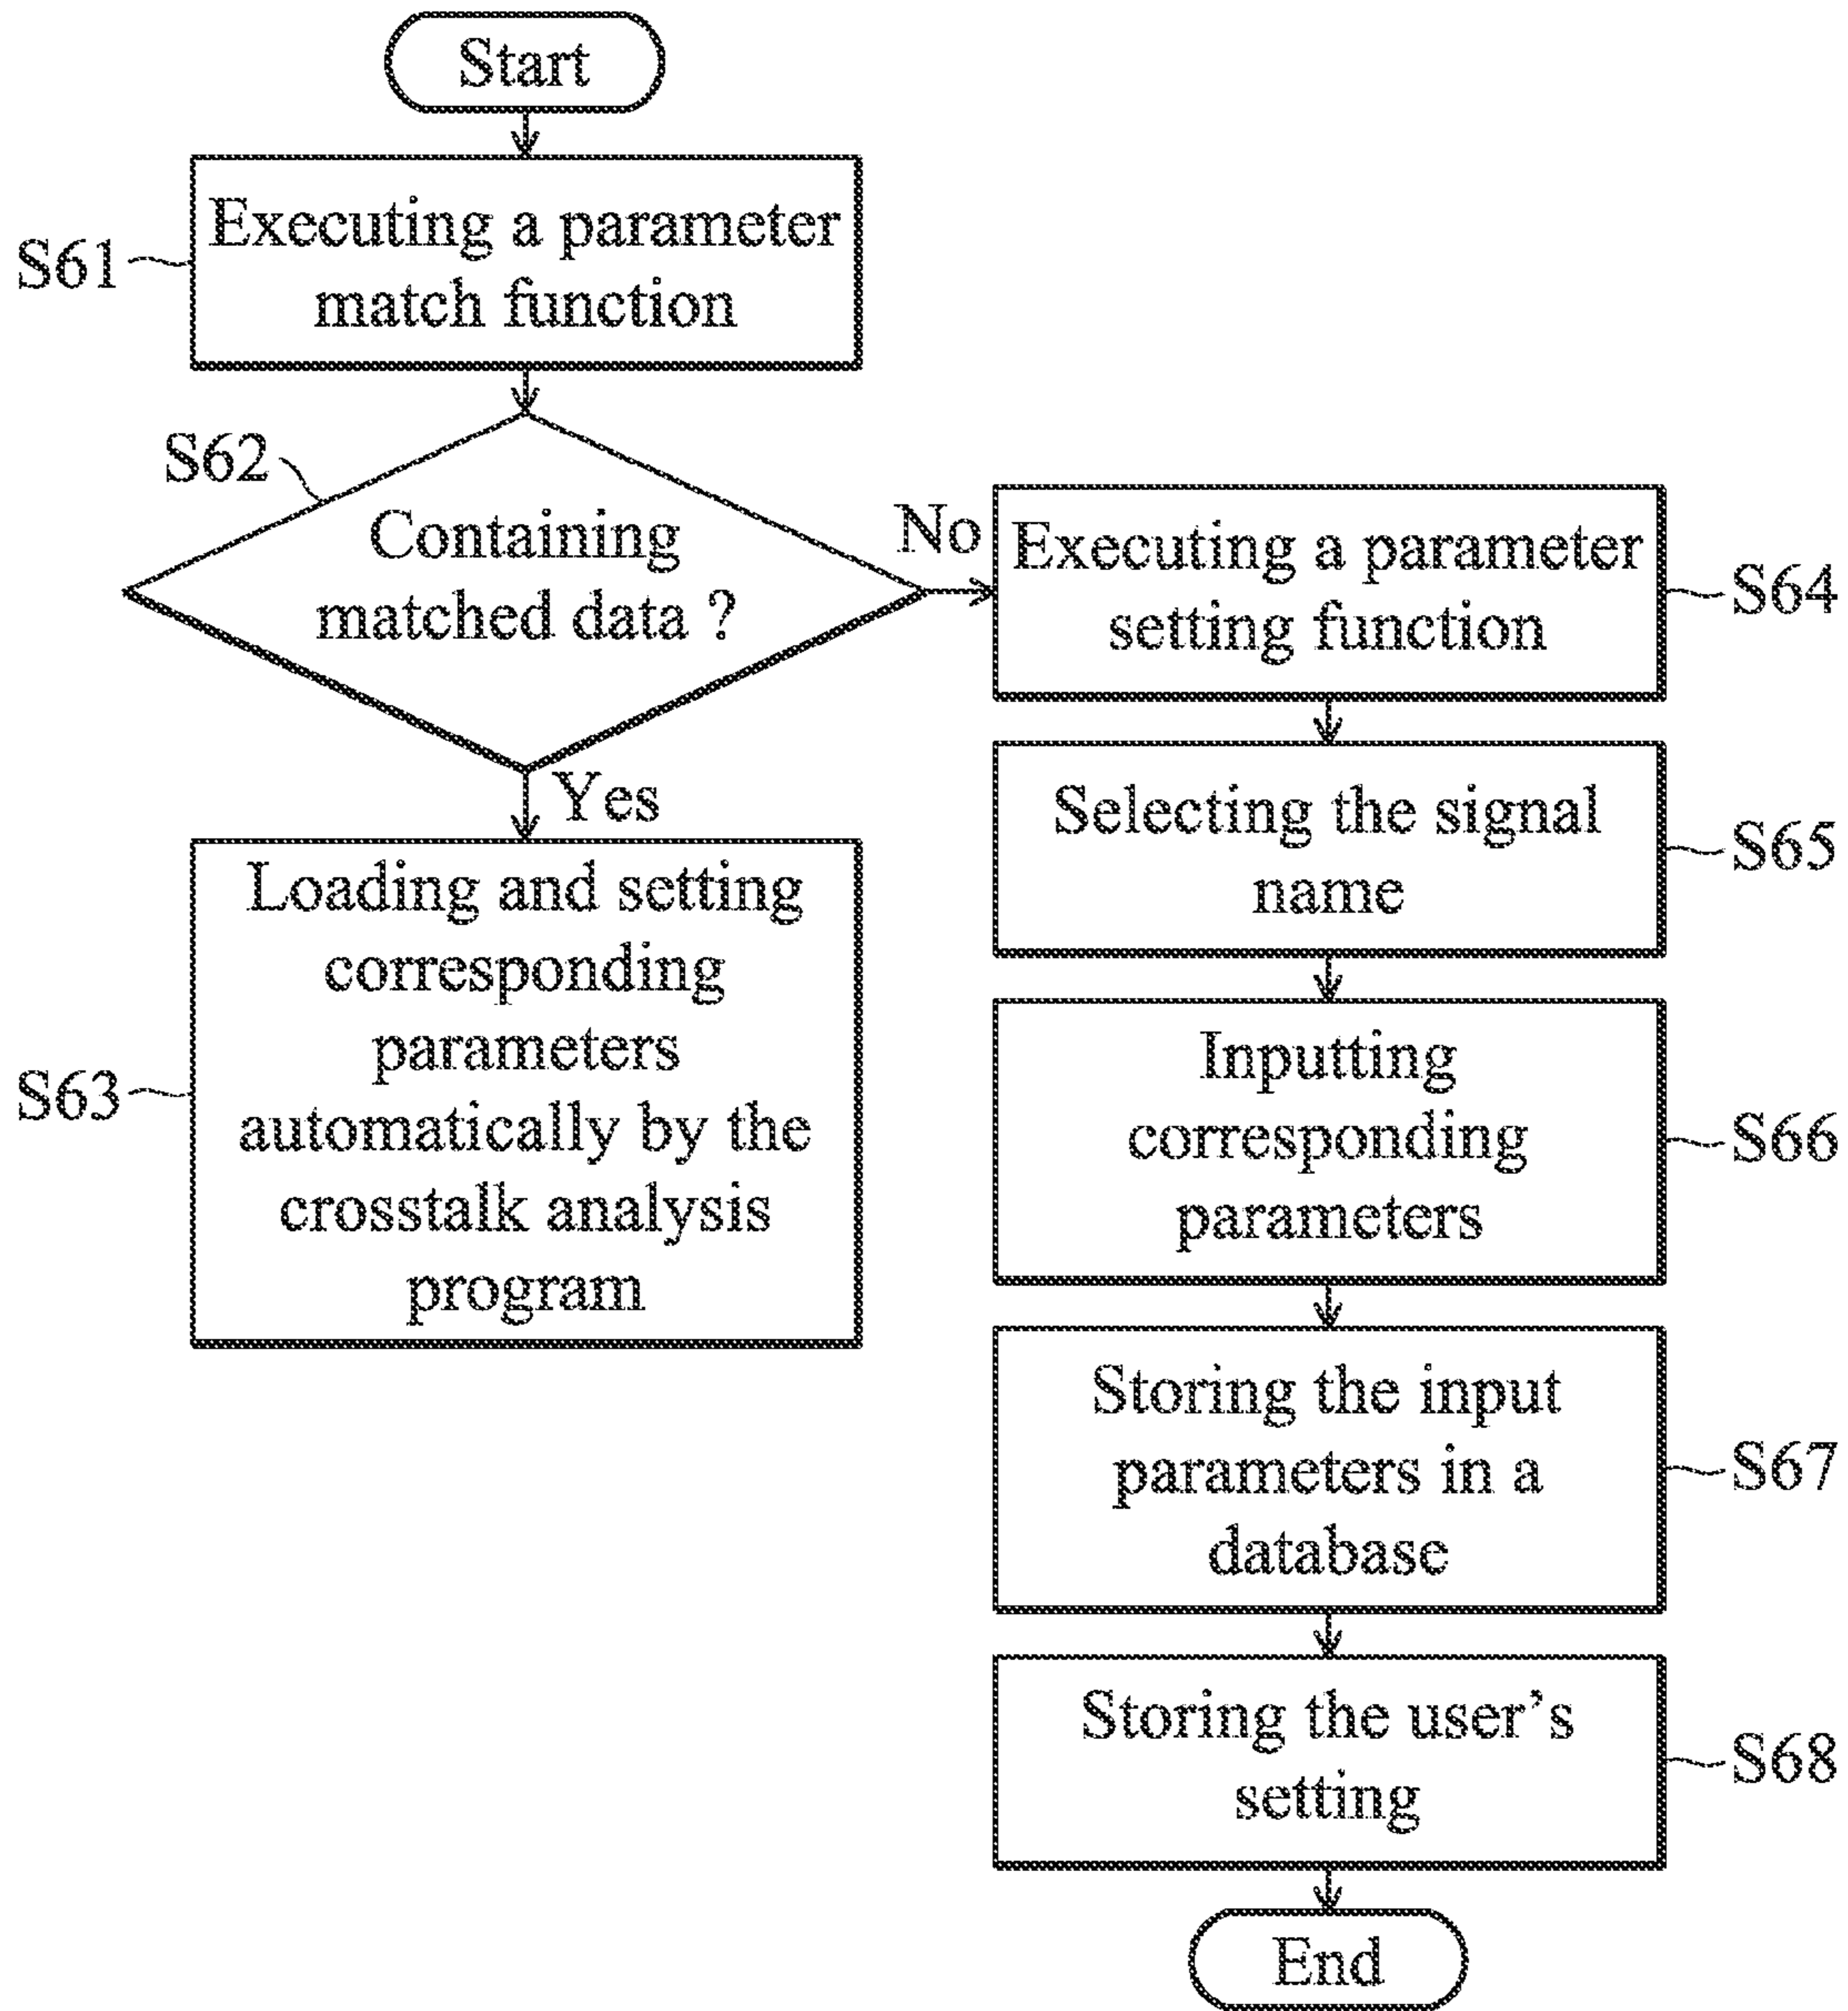 Start
S61
Executing a parameter
match function
S62
Containing
matched data ?
No
Yes
S63
Loading and setting
corresponding
parameters
automatically by the
crosstalk analysis
program
Executing a parameter
setting function
S64
Selecting the signal
name
S65
Inputting
corresponding
parameters
S66
Storing the input
parameters in a
database
S67
Storing the user’s
setting
S68
End